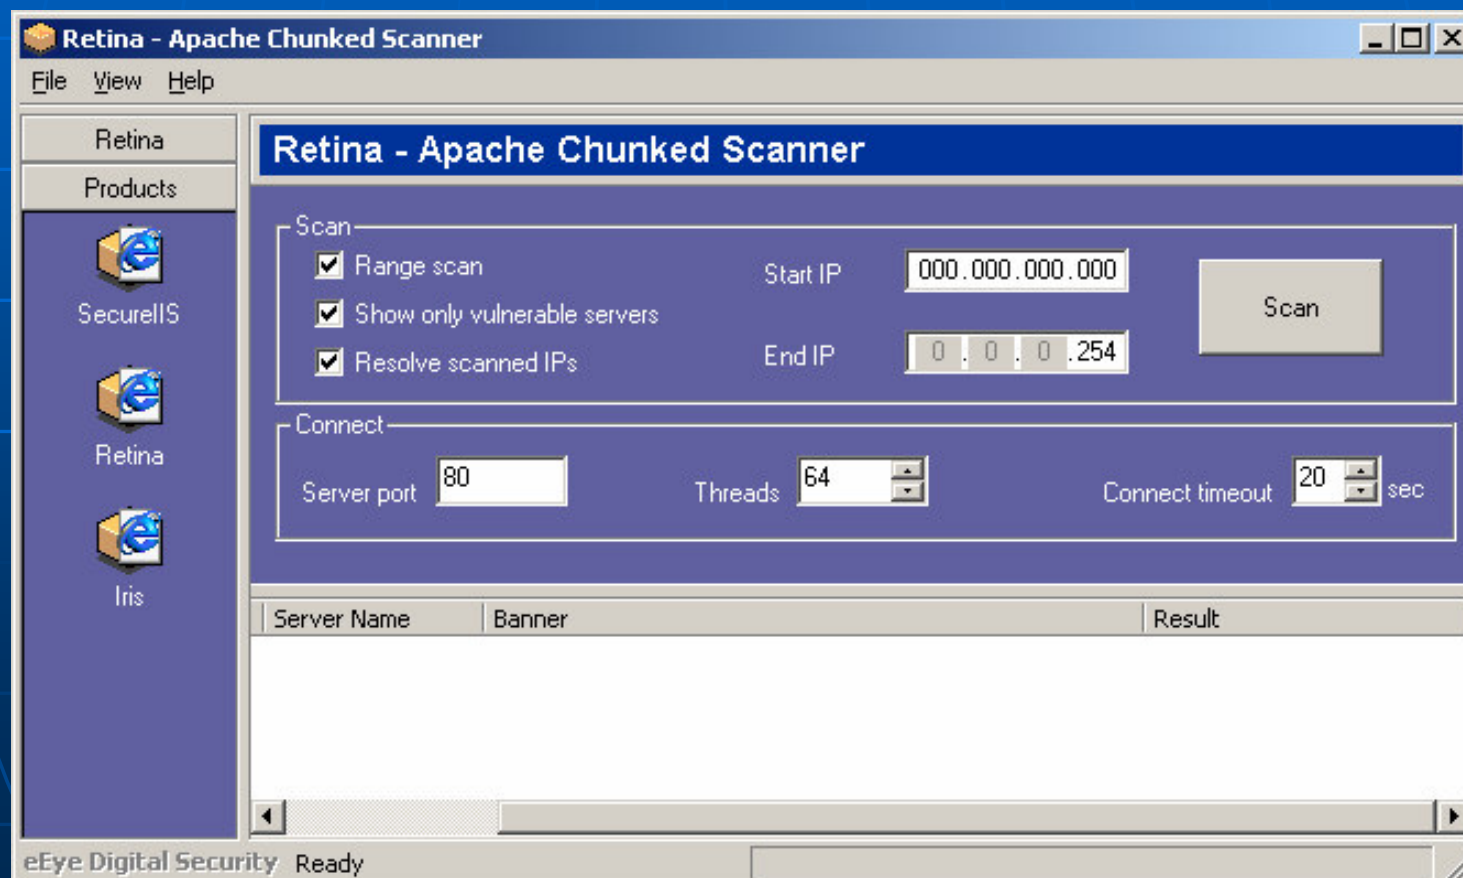 Retina - Apache Chunked Scanner
File View Help
Retina
Products
SecureIIS
Retina
Iris
Retina - Apache Chunked Scanner
Scan
Range scan
Show only vulnerable servers
Resolve scanned IPs
Start IP 000.000.000.000
End IP 0 . 0 . 0 .254
Scan
Connect
Server port 80 Threads 64 Connect timeout 20 sec
Server Name Banner Result
eEye Digital Security Ready